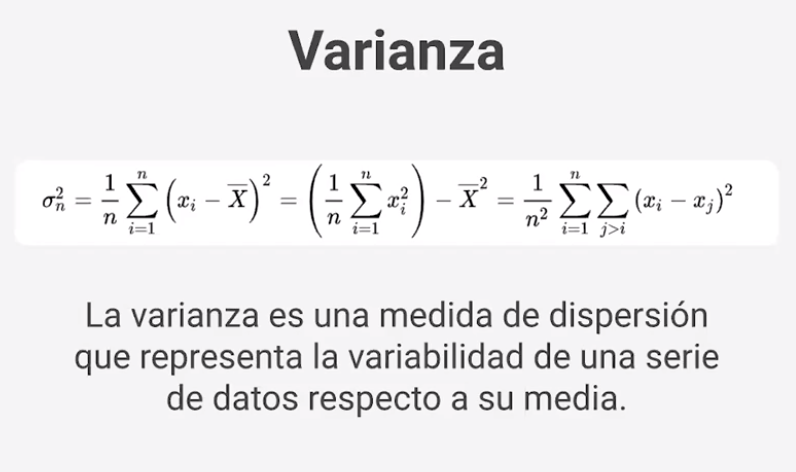 Varianza
$\sigma_n^2 = \frac{1}{n} \sum_{i=1}^{n} \left( x_i - \overline{X} \right)^2 = \left( \frac{1}{n} \sum_{i=1}^{n} x_i^2 \right) - \overline{X}^2 = \frac{1}{n^2} \sum_{i=1}^{n} \sum_{j>i} (x_i - x_j)^2$
La varianza es una medida de dispersión
que representa la variabilidad de una serie
de datos respecto a su media.